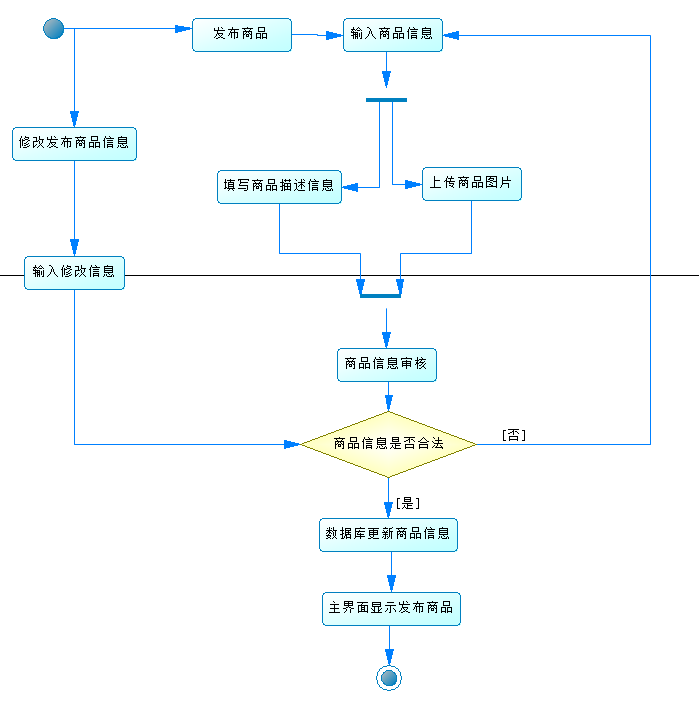 发布商品
输入商品信息
修改发布商品信息
填写商品描述信息
上传商品图片
输入修改信息
商品信息审核
商品信息是否合法
[否]
[是]
数据库更新商品信息
主界面显示发布商品